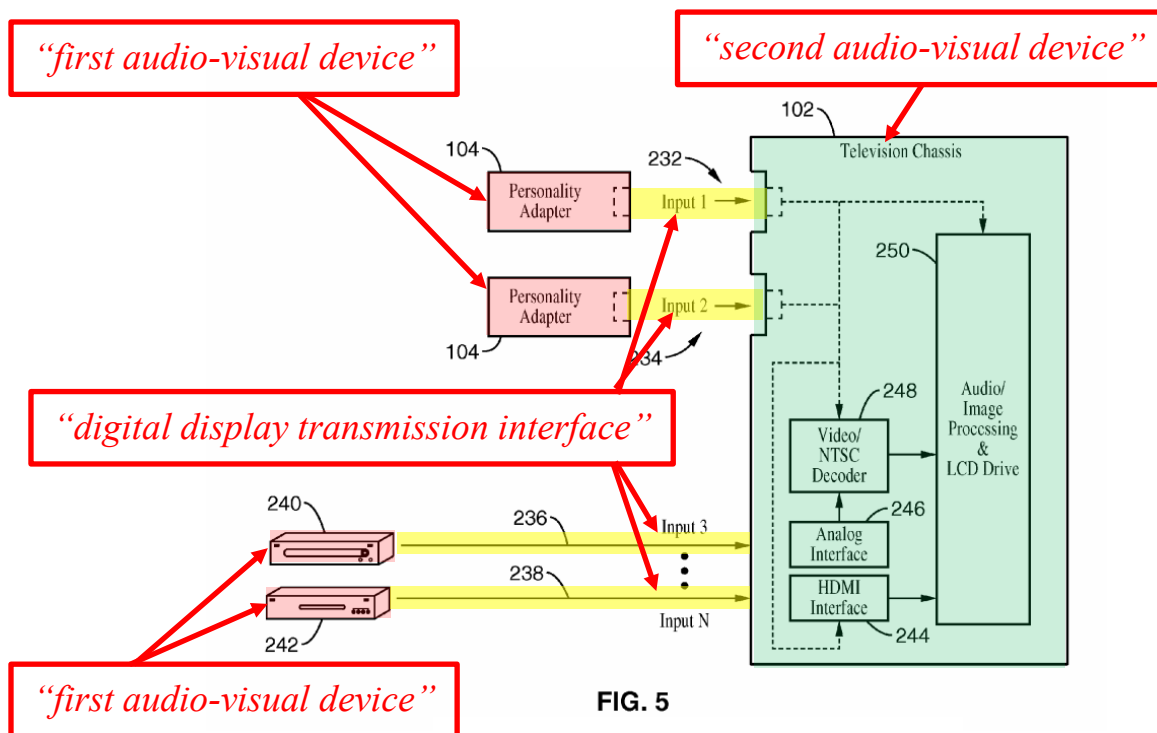 “first audio-visual device”
“second audio-visual device”
102
Television Chassis
104
232
Personality
Adapter
Input 1
250
Personality
Adapter
Input 2
104
234
“digital display transmission interface”
248
Video/
NTSC
Decoder
Audio/
Image
Processing
&
LCD Drive
240
236
Input 3
246
Analog
Interface
238
HDMI
Interface
Input N
242
244
“first audio-visual device”
FIG. 5